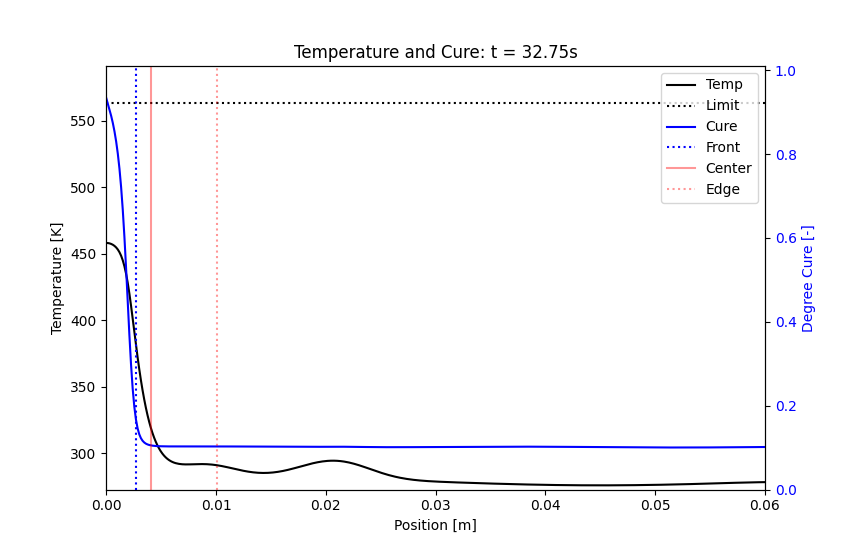 Temperature and Cure: t = 32.75s
Temp
Limit
Cure
Front
Center
Edge
Temperature [K]
550
500
450
400
350
300
Degree Cure [-]
1.0
0.8
0.6
0.4
0.2
0.0
0.00 0.01 0.02 0.03 0.04 0.05 0.06
Position [m]